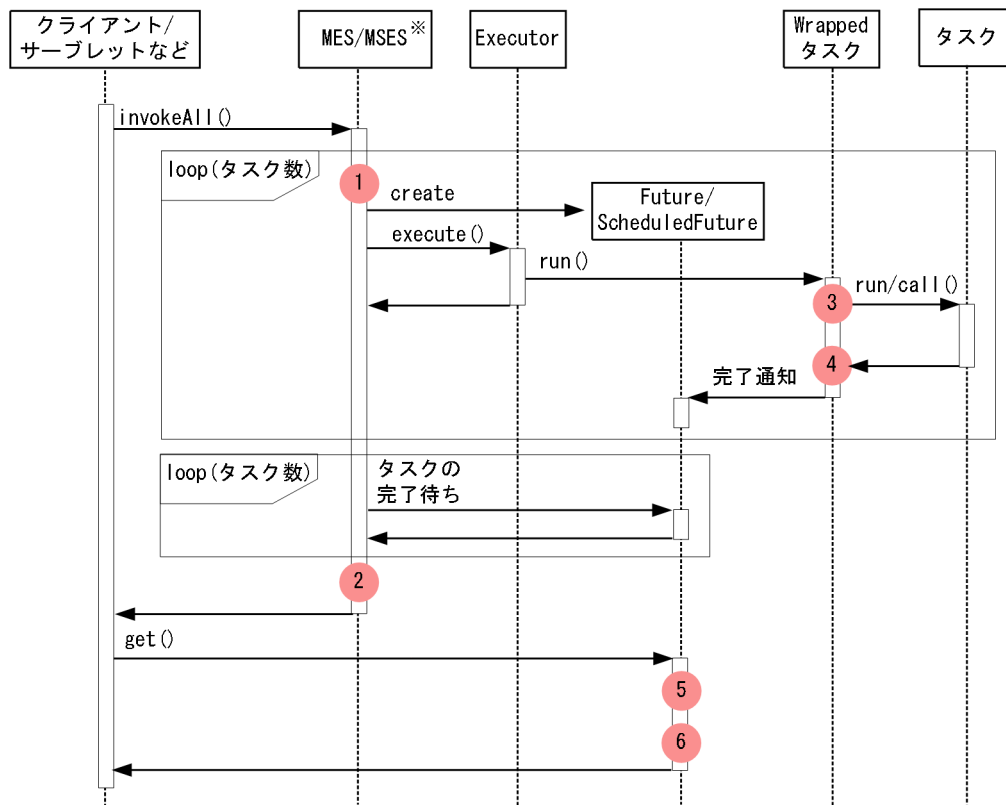 クライアント/
サーブレットなど
MES/MSES※
Executor
Wrapped
タスク
タスク
invokeAll()
loop(タスク数)
1
create
Future/
ScheduledFuture
execute()
run()
3
run/call()
4
完了通知
loop(タスク数)
タスクの
完了待ち
2
get()
5
6